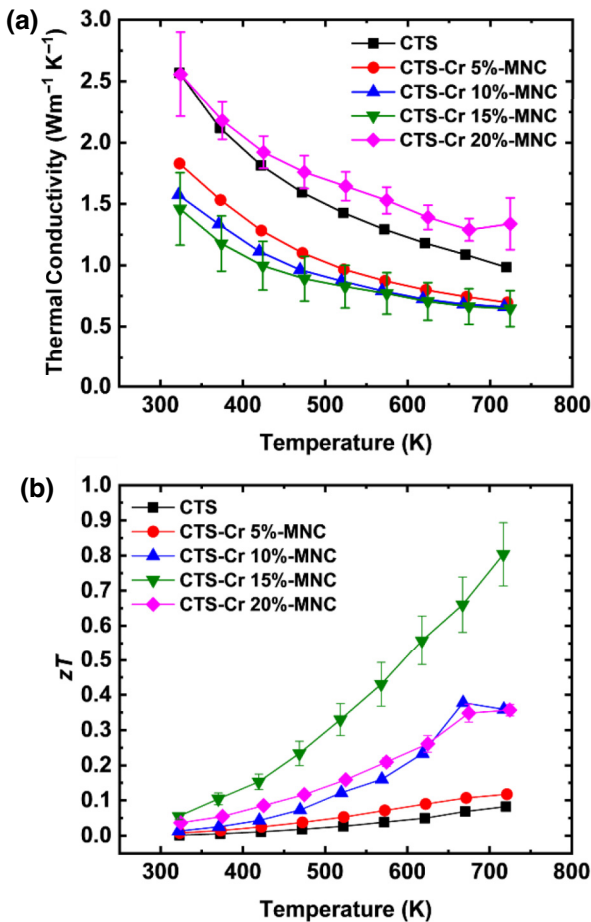 (a)
3.0
2.5
2.0
1.5
1.0
0.5
0.0
Thermal Conductivity (Wm⁻¹ K⁻¹)
CTS
CTS-Cr 5%-MNC
CTS-Cr 10%-MNC
CTS-Cr 15%-MNC
CTS-Cr 20%-MNC
300 400 500 600 700 800
Temperature (K)
(b)
1.0
0.9
0.8
0.7
0.6
0.5
0.4
0.3
0.2
0.1
0.0
zT
CTS
CTS-Cr 5%-MNC
CTS-Cr 10%-MNC
CTS-Cr 15%-MNC
CTS-Cr 20%-MNC
300 400 500 600 700 800
Temperature (K)